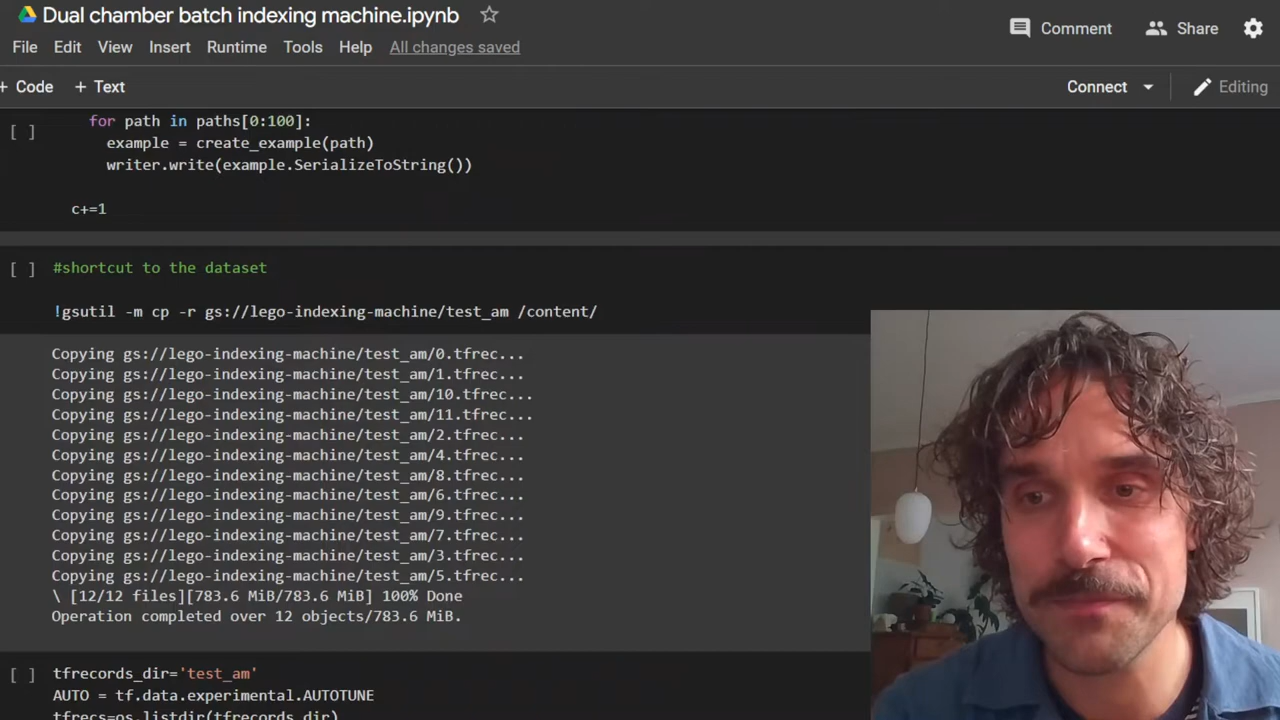 Dual chamber batch indexing machine.ipynb
Comment
Share
File Edit View Insert Runtime Tools Help All changes saved
+ Code + Text
Connect
Editing
[ ]
for path in paths[0:100]:
example = create_example(path)
writer.write(example.SerializeToString())
c+=1
[ ]
#shortcut to the dataset
!gsutil -m cp -r gs://lego-indexing-machine/test_am /content/
Copying gs://lego-indexing-machine/test_am/0.tfrec...
Copying gs://lego-indexing-machine/test_am/1.tfrec...
Copying gs://lego-indexing-machine/test_am/10.tfrec...
Copying gs://lego-indexing-machine/test_am/11.tfrec...
Copying gs://lego-indexing-machine/test_am/2.tfrec...
Copying gs://lego-indexing-machine/test_am/4.tfrec...
Copying gs://lego-indexing-machine/test_am/8.tfrec...
Copying gs://lego-indexing-machine/test_am/6.tfrec...
Copying gs://lego-indexing-machine/test_am/9.tfrec...
Copying gs://lego-indexing-machine/test_am/7.tfrec...
Copying gs://lego-indexing-machine/test_am/3.tfrec...
Copying gs://lego-indexing-machine/test_am/5.tfrec...
\ [12/12 files][783.6 MiB/783.6 MiB] 100% Done
Operation completed over 12 objects/783.6 MiB.
[ ]
tfrecords_dir='test_am'
AUTO = tf.data.experimental.AUTOTUNE
tfrecs=os.listdir(tfrecords_dir)